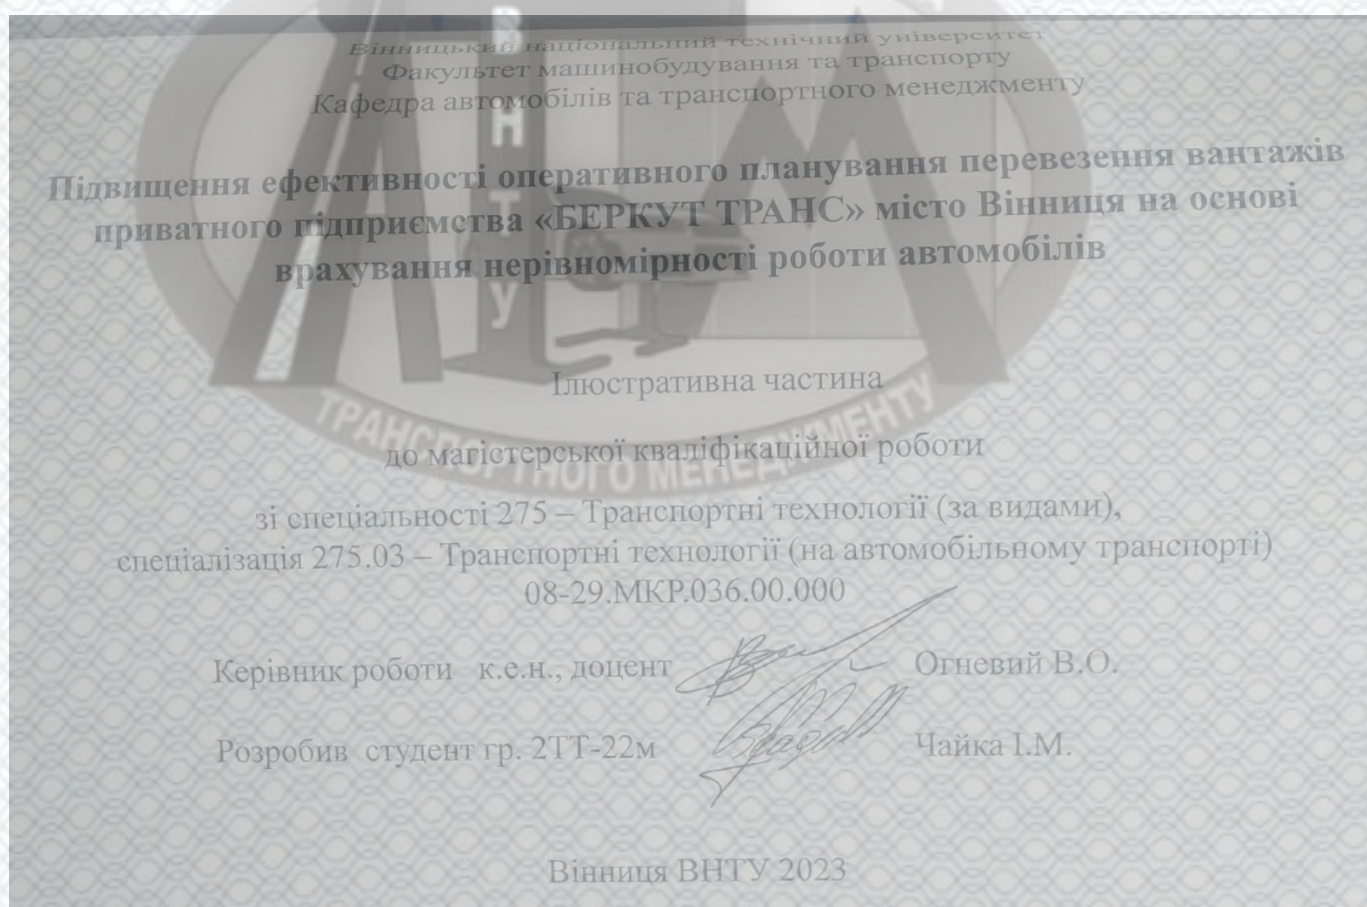 ВНТУ
Вінницький національний технічний університет
Факультет машинобудування та транспорту
Кафедра автомобілів та транспортного менеджменту
Підвищення ефективності оперативного планування перевезення вантажів
приватного підприємства «БЕРКУТ ТРАНС» місто Вінниця на основі
врахування нерівномірності роботи автомобілів
Ілюстративна частина
ТРАНСПОРТНОГО МЕНЕДЖМЕНТУ
до магістерської кваліфікаційної роботи
зі спеціальності 275 – Транспортні технології (за видами),
спеціалізація 275.03 – Транспортні технології (на автомобільному транспорті)
08-29.МКР.036.00.000
Керівник роботи к.е.н., доцент Огневий В.О.
Розробив студент гр. 2ТТ-22м Чайка І.М.
Вінниця ВНТУ 2023